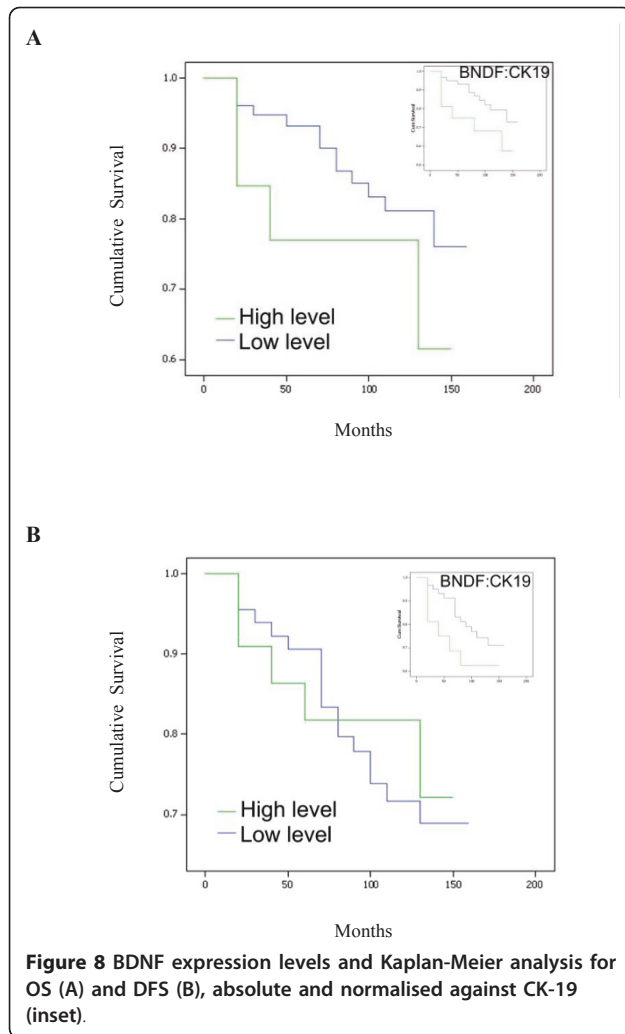 A
BNDF:CK19
1.0
0.9
0.8
0.7
0.6
Cumulative Survival
High level
Low level
0 50 100 150 200
Months
B
BNDF:CK19
1.0
0.9
0.8
0.7
Cumulative Survival
High level
Low level
0 50 100 150 200
Months
Figure 8 BDNF expression levels and Kaplan-Meier analysis for
OS (A) and DFS (B), absolute and normalised against CK-19
(inset).